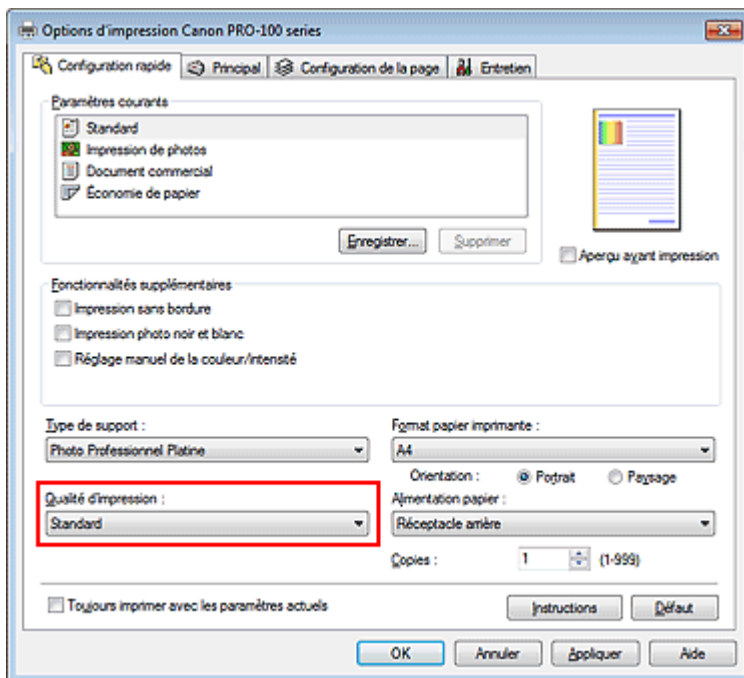 Options d'impression Canon PRO-100 series
Configuration rapide Principal Configuration de la page Entretien
Paramètres courants
Standard
Impression de photos
Document commercial
Économie de papier
Enregistrer... Supprimer
Aperçu avant impression
Fonctionnalités supplémentaires
Impression sans bordure
Impression photo noir et blanc
Réglage manuel de la couleur/intensité
Type de support : Format papier imprimante :
Photo Professionnel Platine A4
Orientation : Portrait Paysage
Qualité d'impression : Alimentation papier :
Standard Réceptacle arrière
Copies : 1 (1-999)
Toujours imprimer avec les paramètres actuels Instructions Défaut
OK Annuler Appliquer Aide